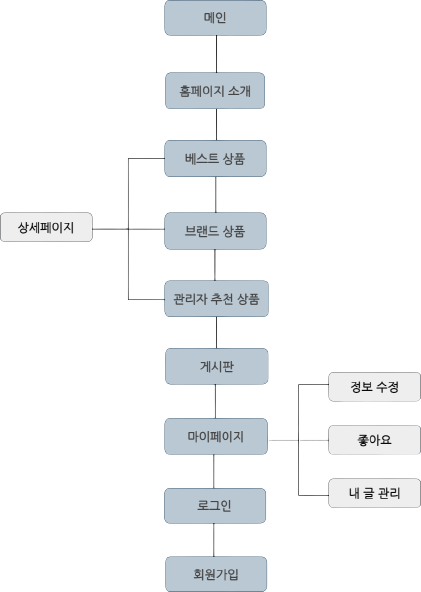 메인
홈페이지 소개
베스트 상품
상세페이지
브랜드 상품
관리자 추천 상품
게시판
정보 수정
마이페이지
좋아요
내 글 관리
로그인
회원가입